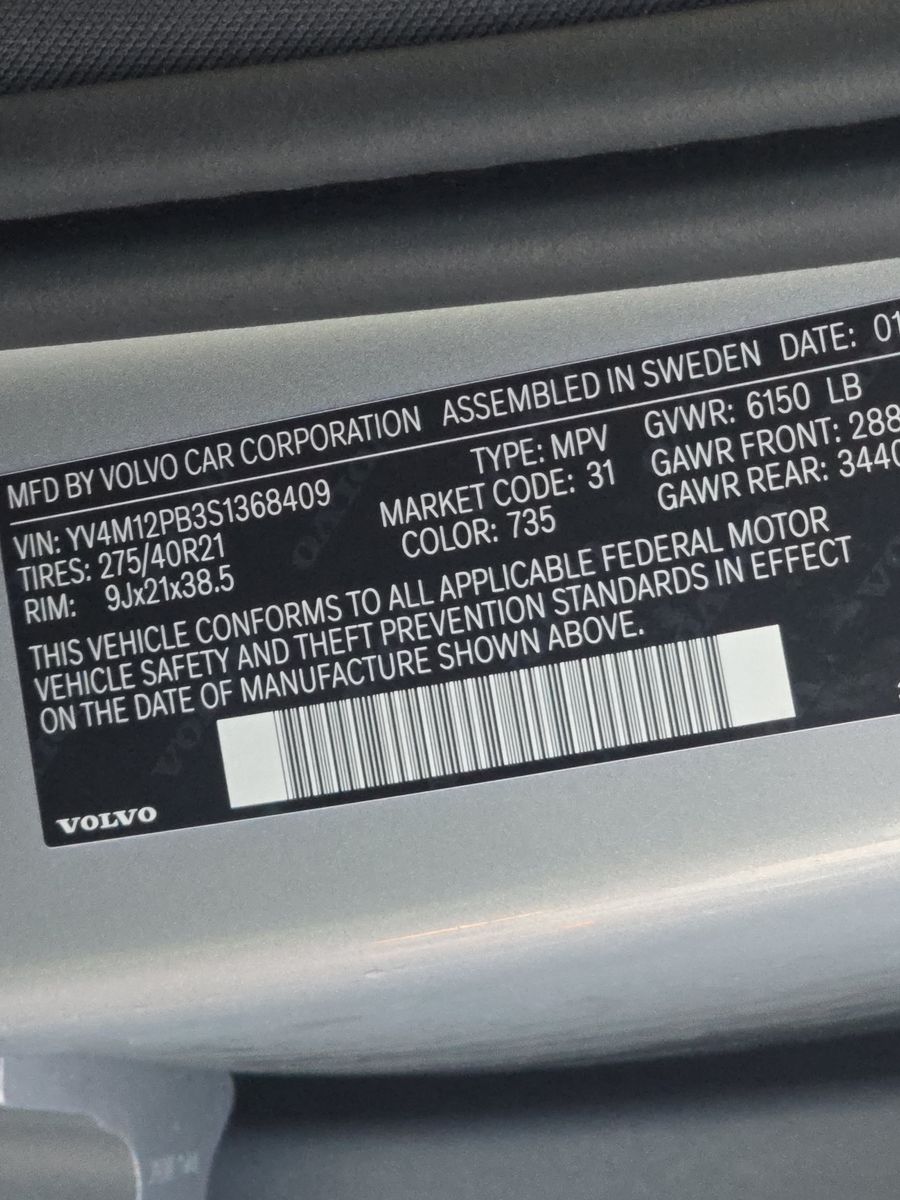 MFD BY VOLVO CAR CORPORATION ASSEMBLED IN SWEDEN DATE: 01
VIN: YV4M12PB3S1368409 TYPE: MPV GVWR: 6150 LB
TIRES: 275/40R21 MARKET CODE: 31 GAWR FRONT: 288
RIM: 9Jx21x38.5 COLOR: 735 GAWR REAR: 3440
THIS VEHICLE CONFORMS TO ALL APPLICABLE FEDERAL MOTOR
VEHICLE SAFETY AND THEFT PREVENTION STANDARDS IN EFFECT
ON THE DATE OF MANUFACTURE SHOWN ABOVE.
VOLVO